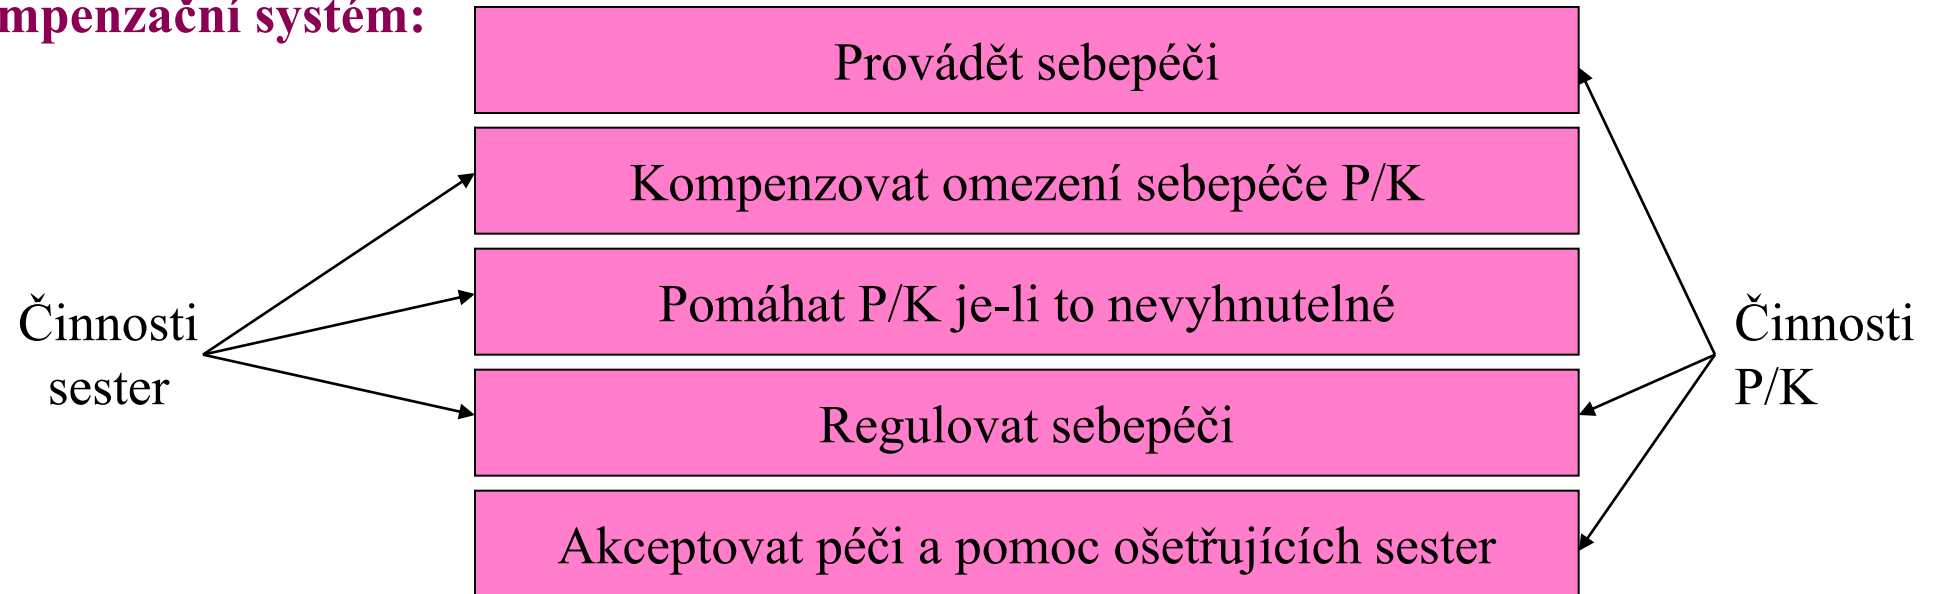 mpenzační systém:
Provádět sebepéči
Kompenzovat omezení sebepéče P/K
Pomáhat P/K je-li to nevyhnutelné
Regulovat sebepéči
Akceptovat péči a pomoc ošetřujících sester
Činnosti
sester
Činnosti
P/K